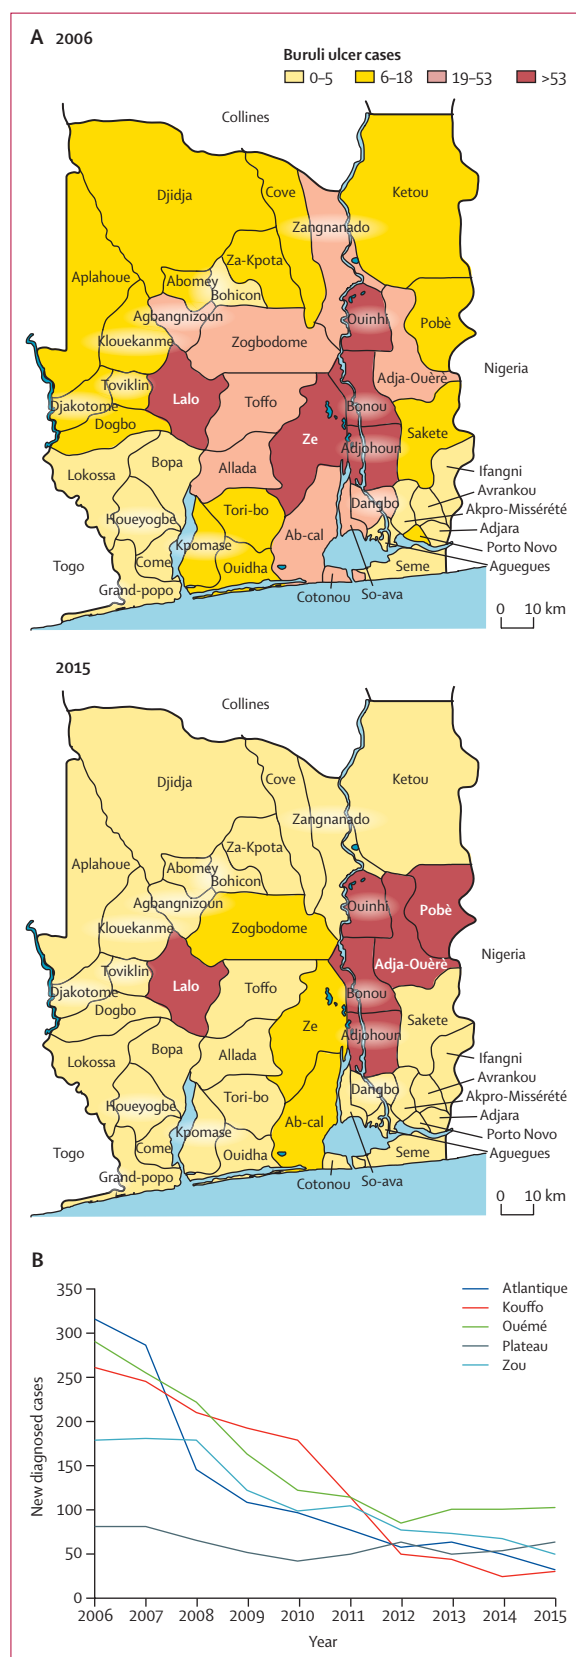 A 2006
Buruli ulcer cases
0–5 6–18 19–53 >53
Collines
Djidja
Cove
Ketou
Zangnanado
Za-Kpota
Aplahoue
Abomey
Bohicon
Agbangnizoun
Ouinhi
Pobè
Klouekanme
Zogbodome
Nigeria
Adja-Ouèrè
Toviklin
Lalo
Toffo
Djakotome
Bonou
Dogbo
Sakete
Ze
Adjohoun
Lokossa
Bopa
Allada
Ifangni
Avrankou
Dangbo
Akpro-Missérété
Houeyogbe
Tori-bo
Adjara
Ab-cal
Kpomase
Porto Novo
Togo
Come
Ouidha
Seme
Aguegues
Grand-popo
Cotonou
So-ava
0 10 km
2015
Collines
Djidja
Cove
Ketou
Zangnanado
Za-Kpota
Aplahoue
Abomey
Bohicon
Agbangnizoun
Ouinhi
Pobè
Klouekanme
Zogbodome
Nigeria
Adja-Ouèrè
Toviklin
Lalo
Toffo
Djakotome
Bonou
Dogbo
Sakete
Ze
Adjohoun
Lokossa
Bopa
Allada
Ifangni
Avrankou
Dangbo
Akpro-Missérété
Houeyogbe
Tori-bo
Adjara
Ab-cal
Kpomase
Porto Novo
Togo
Come
Ouidha
Seme
Aguegues
Grand-popo
Cotonou
So-ava
0 10 km
B
350
300
250
200
150
100
50
0
New diagnosed cases
Atlantique
Kouffo
Ouémé
Plateau
Zou
2006 2007 2008 2009 2010 2011 2012 2013 2014 2015
Year